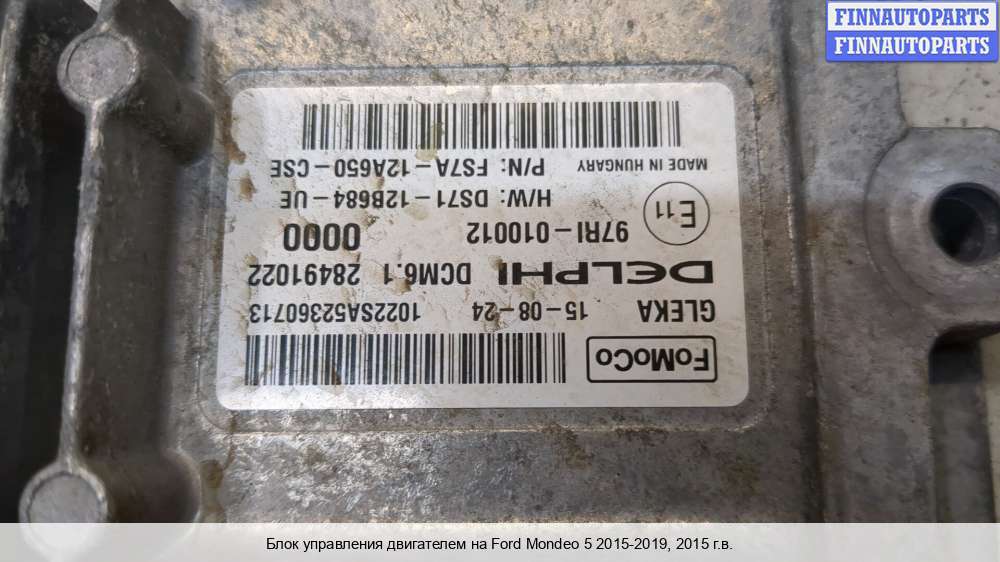 FINNAUTOPARTS
FINNAUTOPARTS
FoMoCo
GLEKA 15-08-24 1022SA52360713
DELPHI DCM6.1 28491022
97RI-010012 0000
E11
H/W: DS71-12B684-UE
P/N: FS7A-12A650-CSE
MADE IN HUNGARY
Блок управления двигателем на Ford Mondeo 5 2015-2019, 2015 г.в.